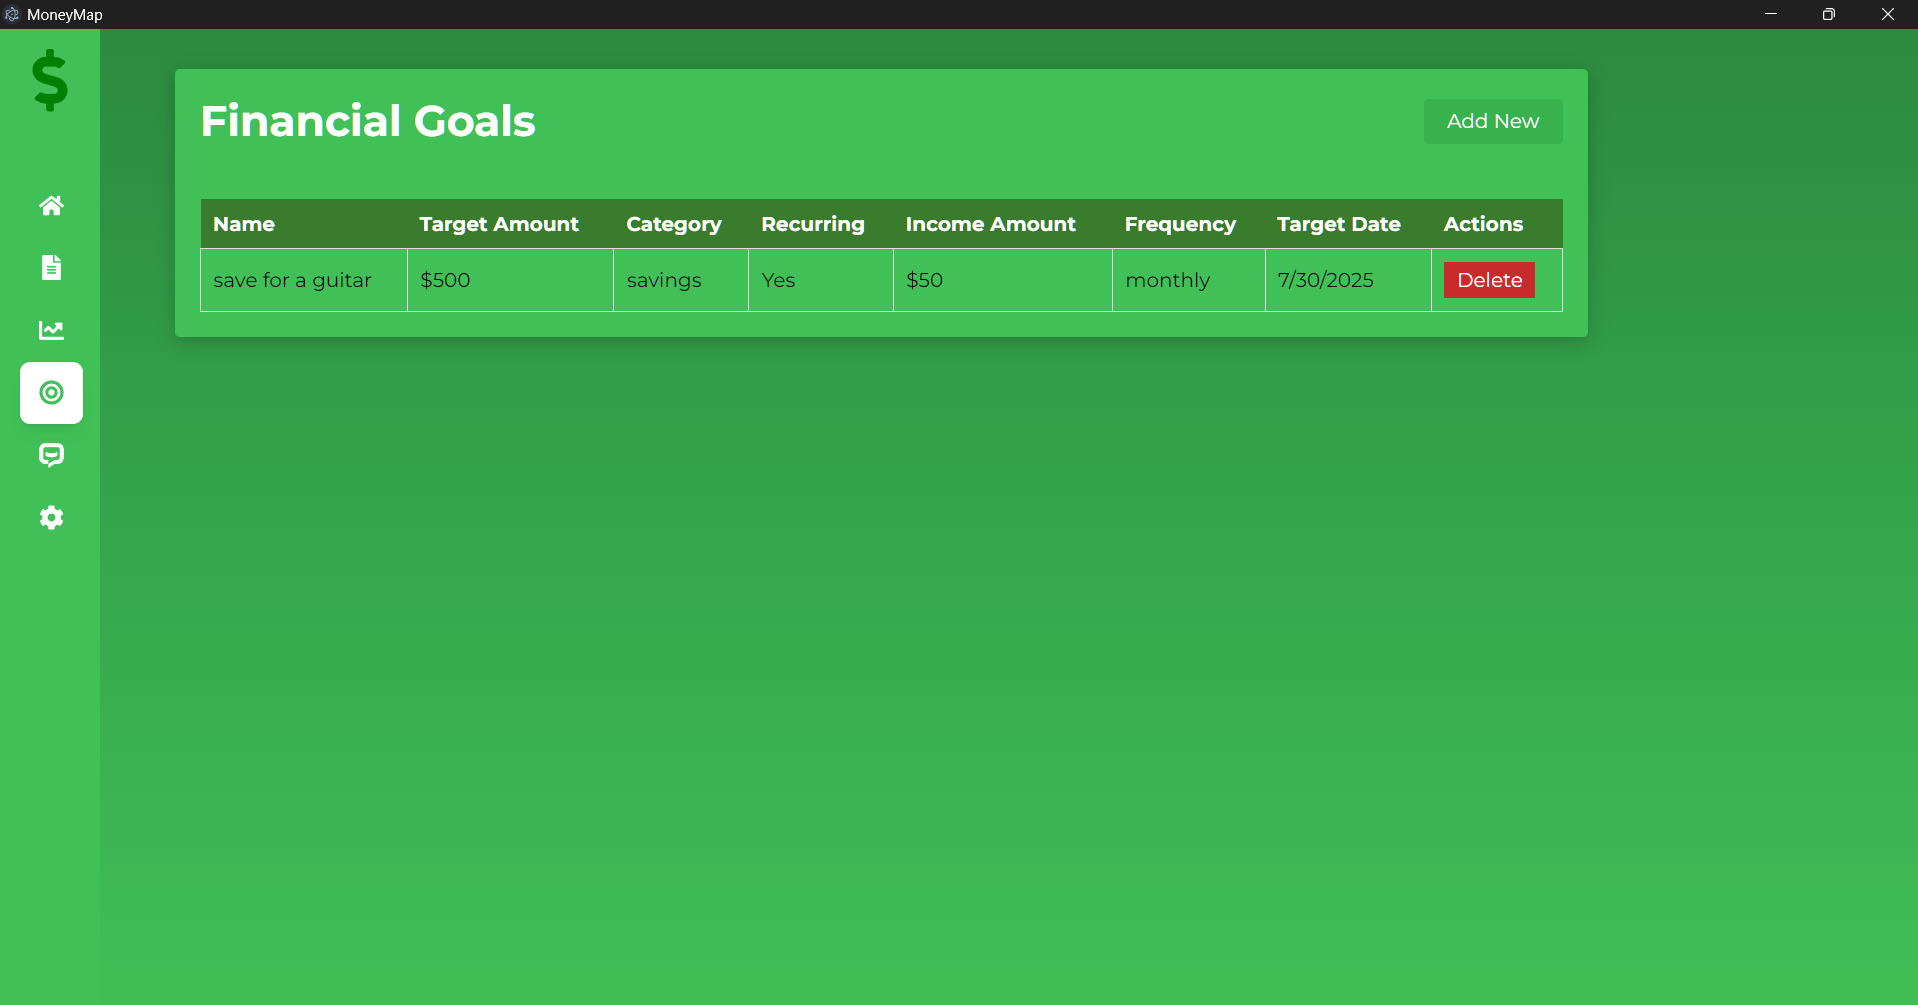 MoneyMap
$
Financial Goals
Add New
Name Target Amount Category Recurring Income Amount Frequency Target Date Actions
save for a guitar $500 savings Yes $50 monthly 7/30/2025 Delete